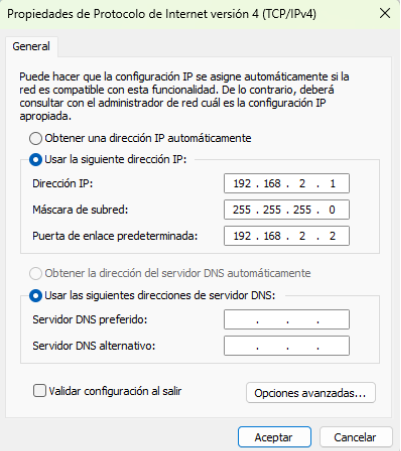 Propiedades de Protocolo de Internet versión 4 (TCP/IPv4)
General
Puede hacer que la configuración IP se asigne automáticamente si la
red es compatible con esta funcionalidad. De lo contrario, deberá
consultar con el administrador de red cuál es la configuración IP
apropiada.
Obtener una dirección IP automáticamente
Usar la siguiente dirección IP:
Dirección IP: 192 . 168 . 2 . 1
Máscara de subred: 255 . 255 . 255 . 0
Puerta de enlace predeterminada: 192 . 168 . 2 . 2
Obtener la dirección del servidor DNS automáticamente
Usar las siguientes direcciones de servidor DNS:
Servidor DNS preferido: . . .
Servidor DNS alternativo: . . .
Validar configuración al salir
Opciones avanzadas...
Aceptar Cancelar